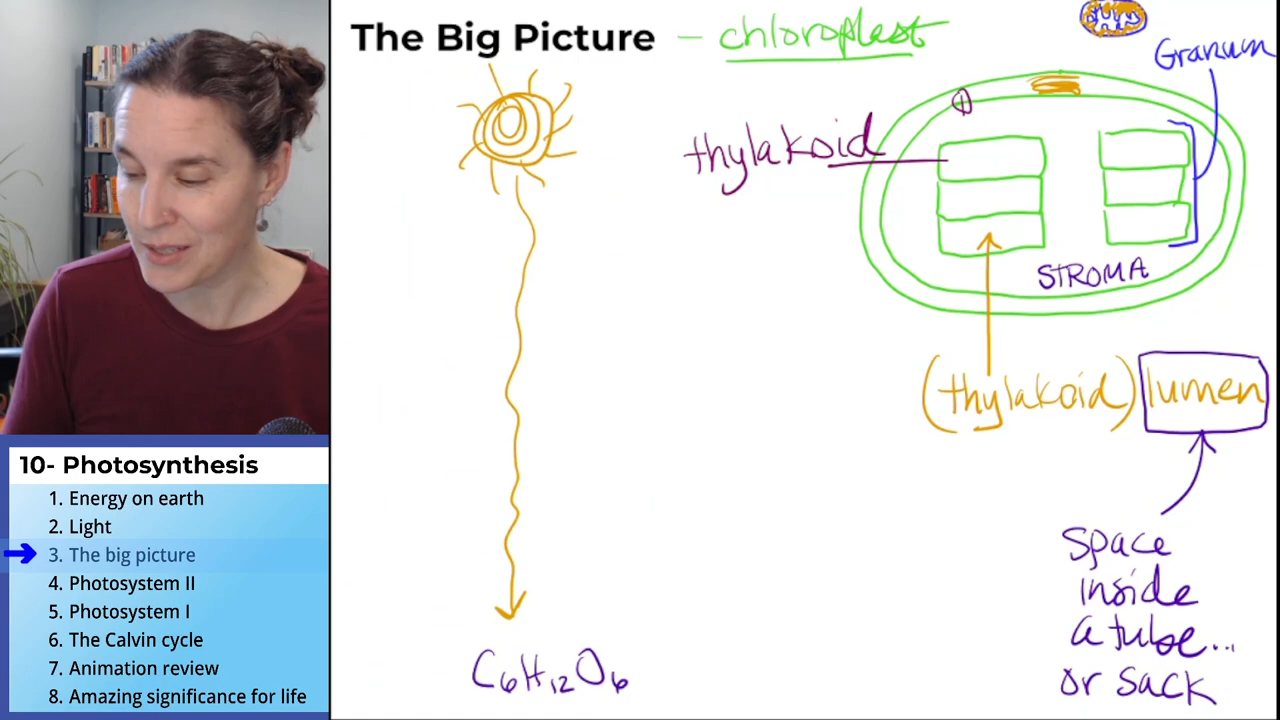 The Big Picture - chloroplast
Granum
thylakoid
STROMA
(thylakoid) lumen
space
inside
a tube...
or sack
C6H12O6
10- Photosynthesis
1. Energy on earth
2. Light
3. The big picture
4. Photosystem II
5. Photosystem I
6. The Calvin cycle
7. Animation review
8. Amazing significance for life